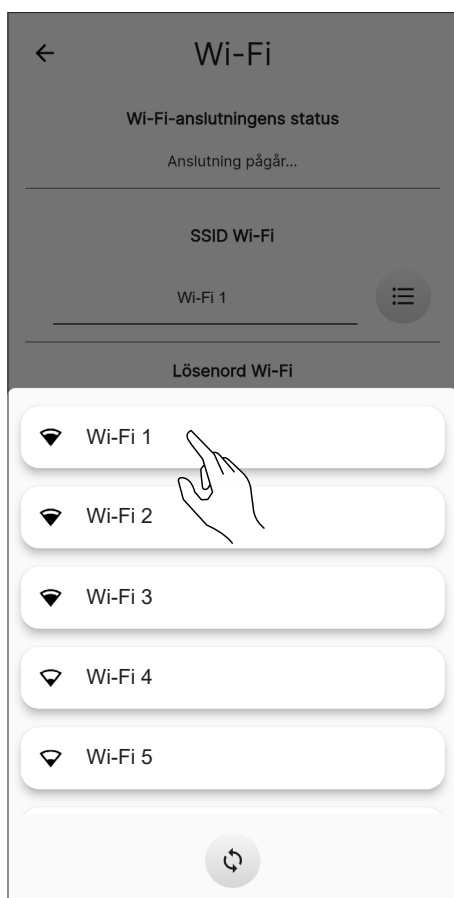 Wi-Fi
Wi-Fi-anslutningens status
Anslutning pågår...
SSID Wi-Fi
Wi-Fi 1
Lösenord Wi-Fi
Wi-Fi 1
Wi-Fi 2
Wi-Fi 3
Wi-Fi 4
Wi-Fi 5